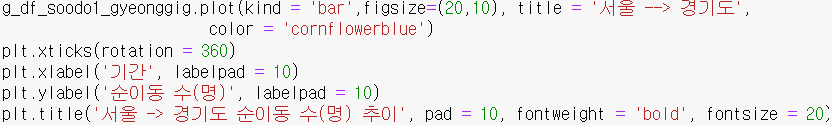 g_df_soodo1_gyeonggig.plot(kind = 'bar',figsize=(20,10), title = '서울 --> 경기도',
color = 'cornflowerblue')
plt.xticks(rotation = 360)
plt.xlabel('기간', labelpad = 10)
plt.ylabel('순이동 수(명)', labelpad = 10)
plt.title('서울 -> 경기도 순이동 수(명) 추이', pad = 10, fontweight = 'bold', fontsize = 20)